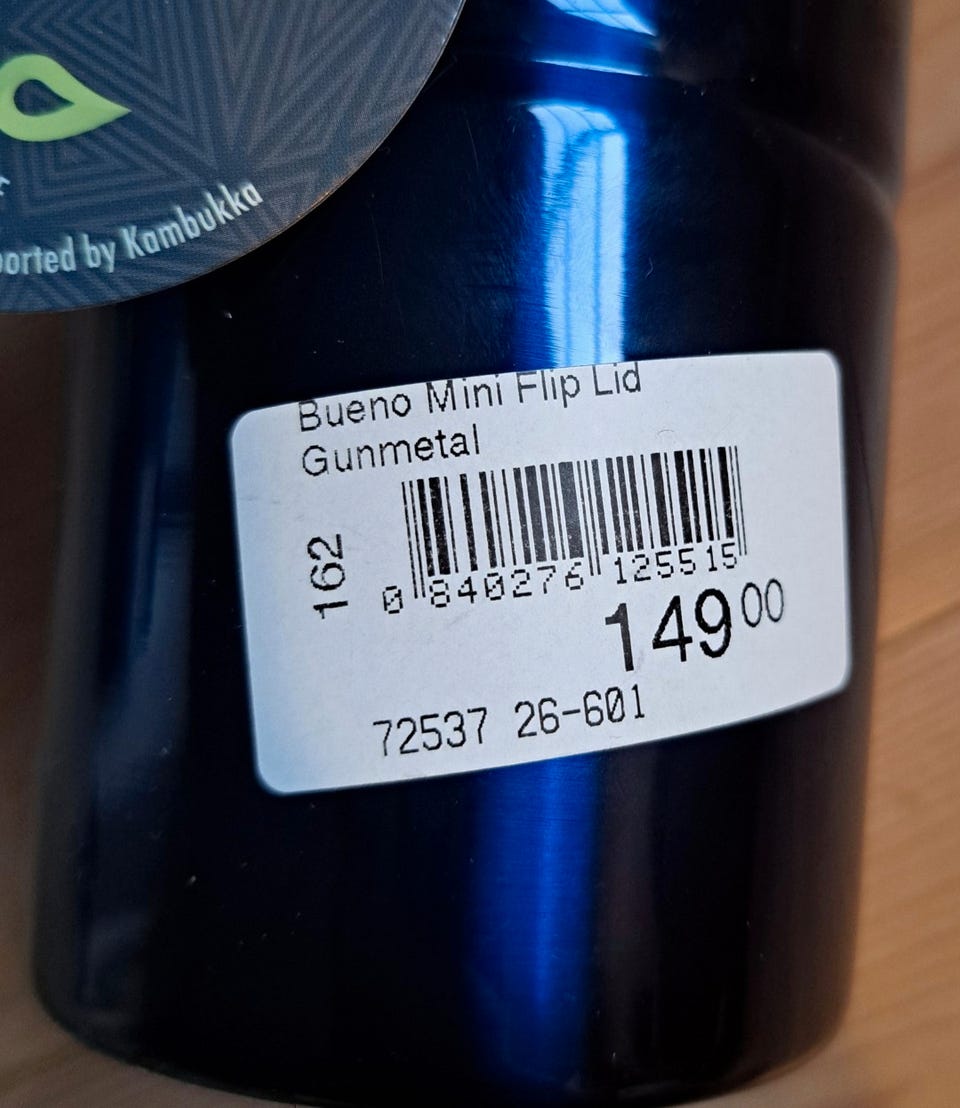 ported by Kambukka
Bueno Mini Flip Lid
Gunmetal
162
0 840276 125515
149 00
72537 26-601